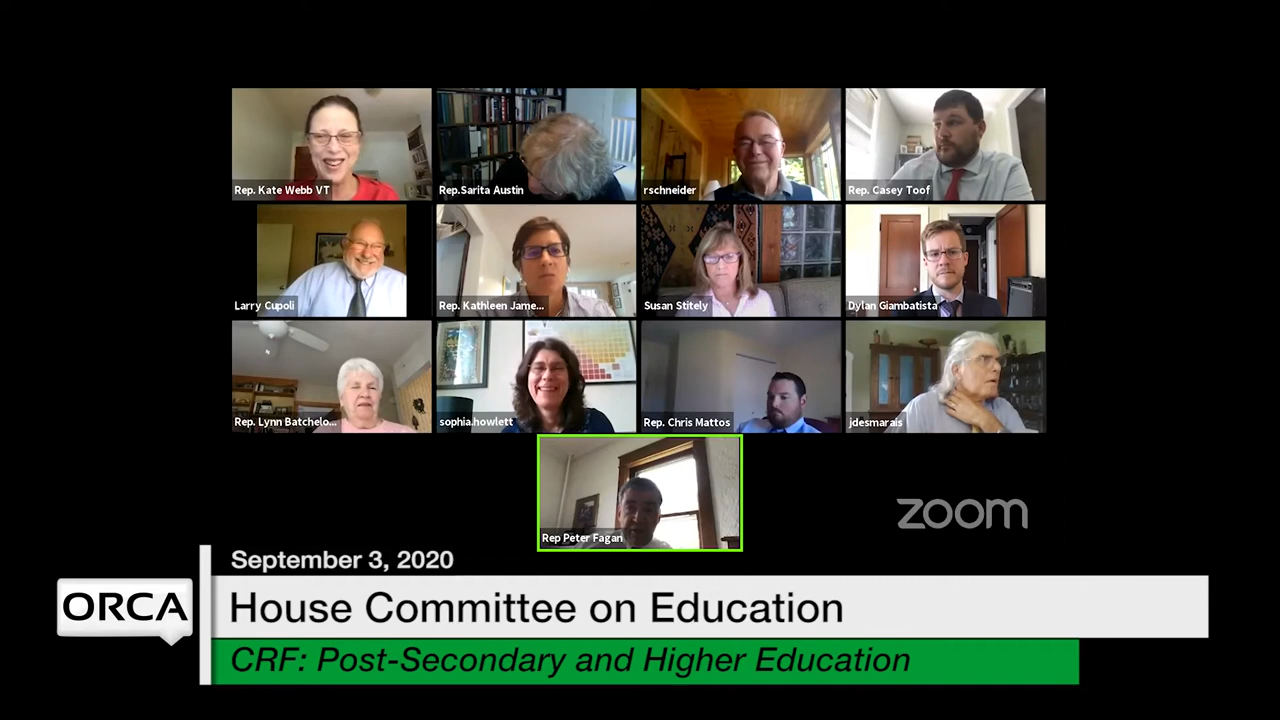 Rep. Kate Webb VT
Rep.Sarita Austin
rschneider
Rep. Casey Toof
Larry Cupoli
Rep. Kathleen Jame...
Susan Stitely
Dylan Giambatista
Rep. Lynn Batchelo...
sophia.howlett
Rep. Chris Mattos
jdesmarais
Rep Peter Fagan
zoom
September 3, 2020
ORCA
House Committee on Education
CRF: Post-Secondary and Higher Education